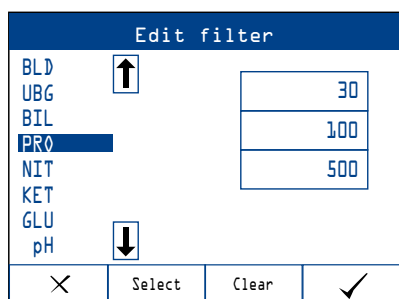 Edit filter
BLD
UBG
BIL
PRO
NIT
KET
GLU
pH
30
100
500
Select Clear